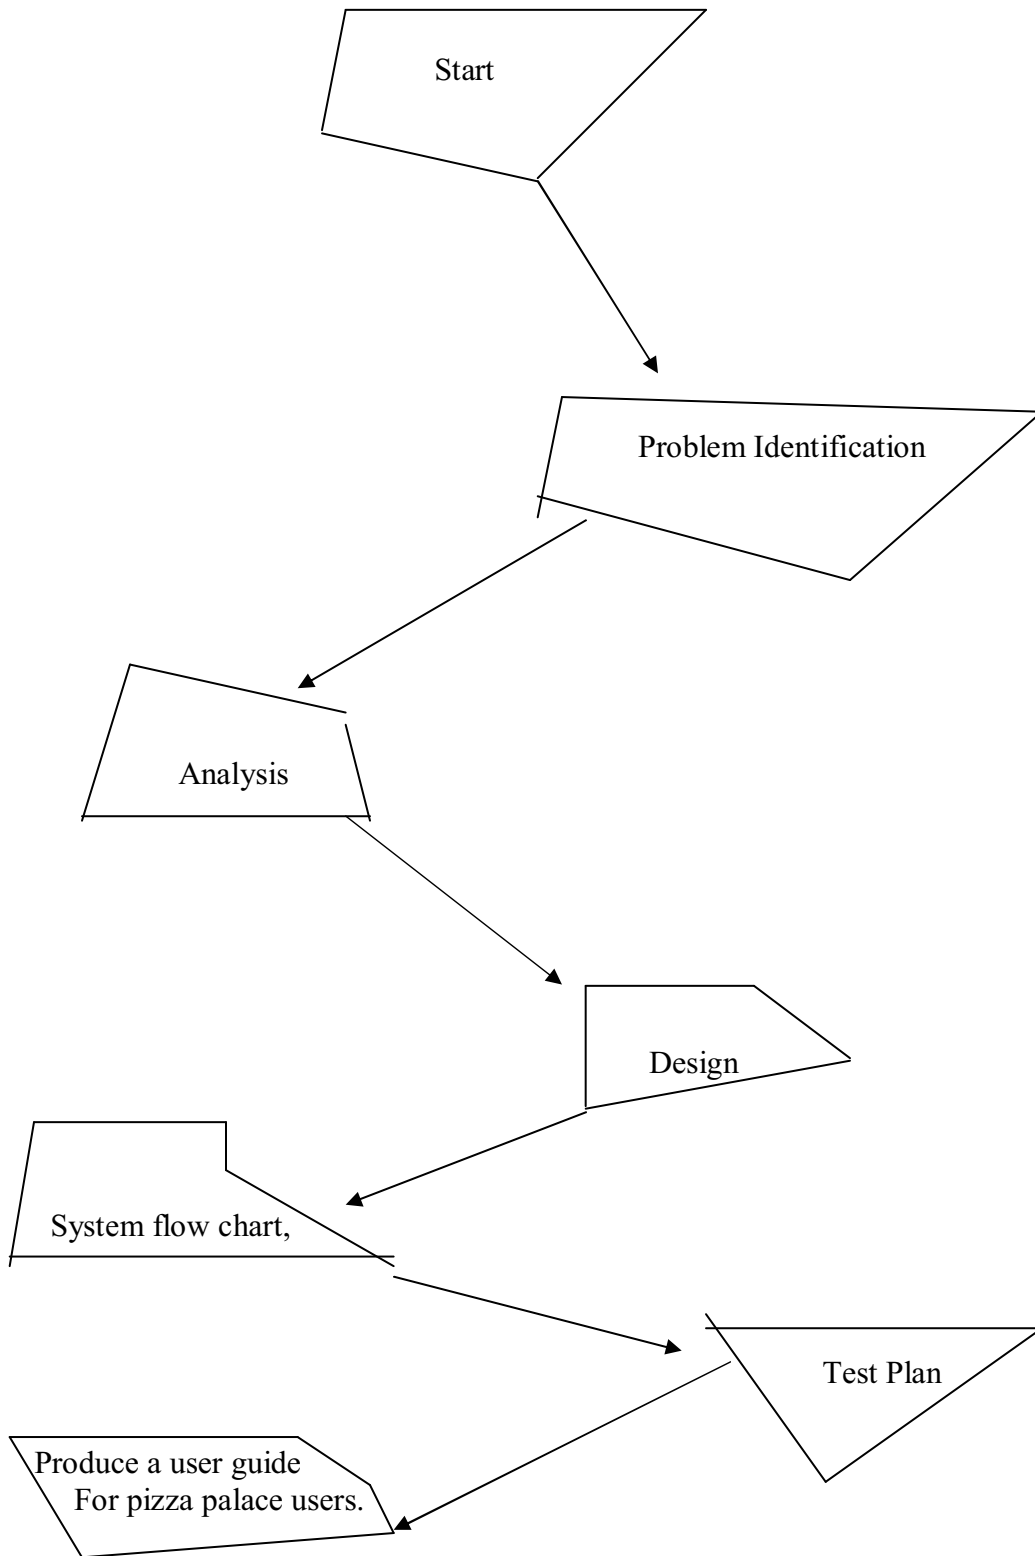 Start
Problem Identification
Analysis
Design
System flow chart,
Test Plan
Produce a user guide
For pizza palace users.